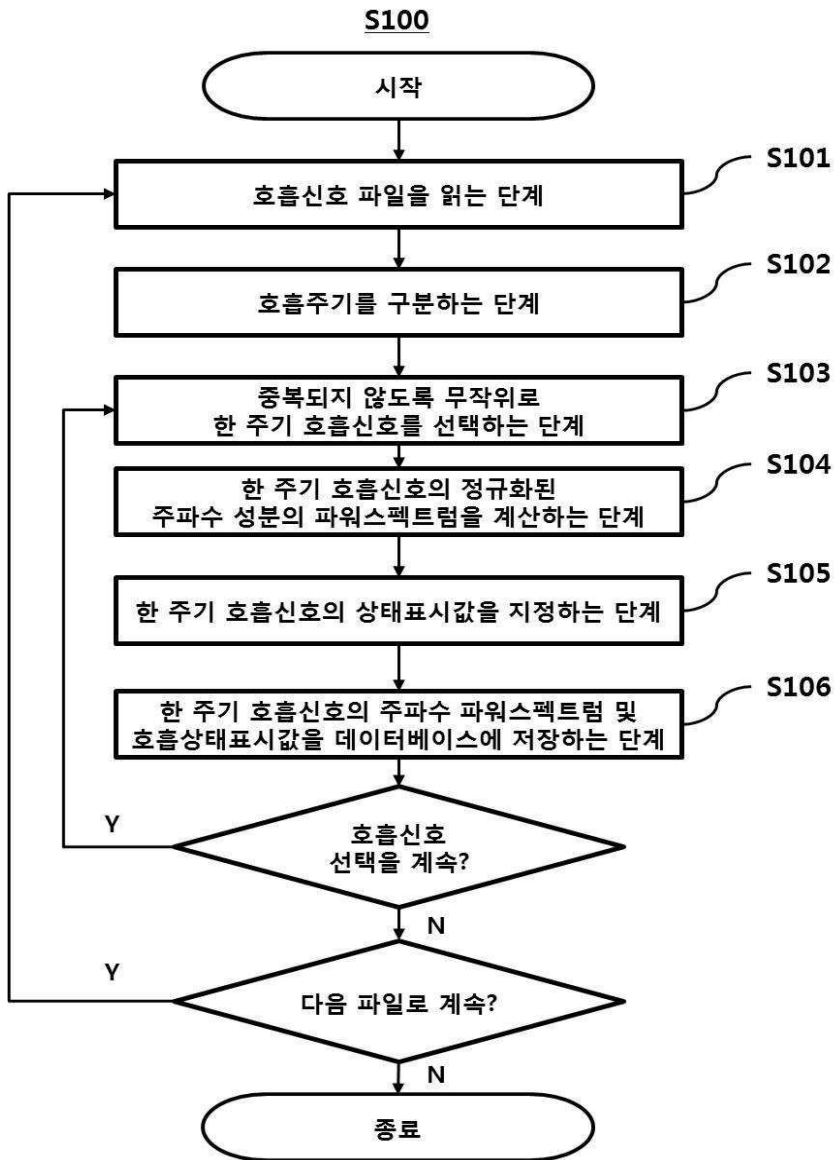 S100
시작
호흡신호 파일을 읽는 단계
S101
호흡주기를 구분하는 단계
S102
중복되지 않도록 무작위로
한 주기 호흡신호를 선택하는 단계
S103
한 주기 호흡신호의 정규화된
주파수 성분의 파워스펙트럼을 계산하는 단계
S104
한 주기 호흡신호의 상태표시값을 지정하는 단계
S105
한 주기 호흡신호의 주파수 파워스펙트럼 및
호흡상태표시값을 데이터베이스에 저장하는 단계
S106
호흡신호
선택을 계속?
Y
N
다음 파일로 계속?
Y
N
종료